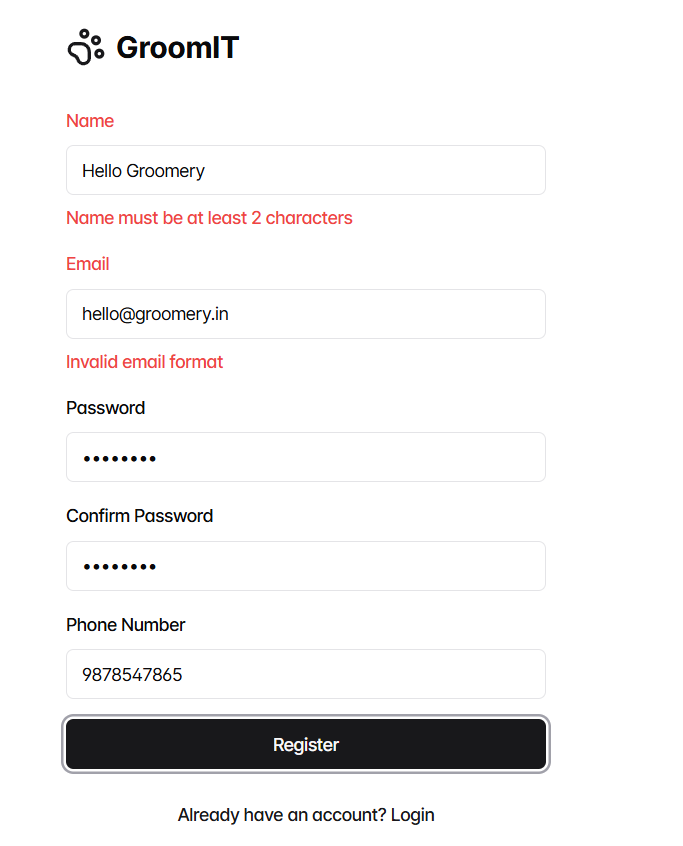 GroomIT
Name
Hello Groomery
Name must be at least 2 characters
Email
hello@groomery.in
Invalid email format
Password
••••••••
Confirm Password
••••••••
Phone Number
9878547865
Register
Already have an account? Login